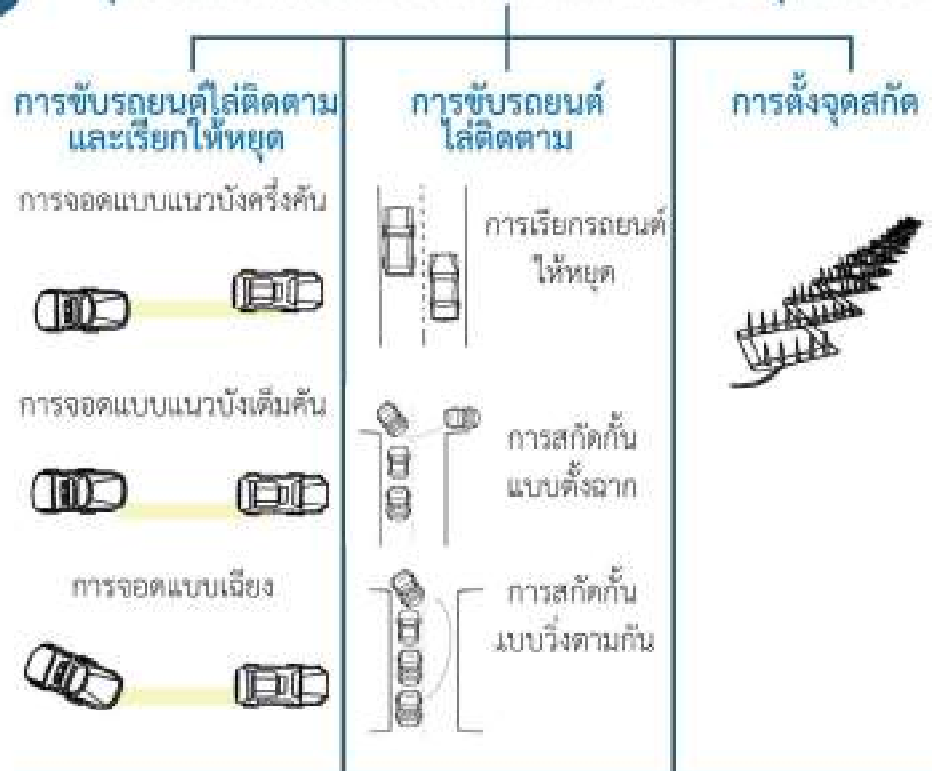 การขับรถยนต์ไล่ติดตาม
และเรียกให้หยุด
การจอดแบบแนวบังครึ่งคัน
การจอดแบบแนวบังเต็มคัน
การจอดแบบเฉียง
การขับรถยนต์
ไล่ติดตาม
การเรียกรถยนต์
ให้หยุด
การสกัดกั้น
แบบตั้งฉาก
การสกัดกั้น
แบบวิ่งตามกัน
การตั้งจุดสกัด